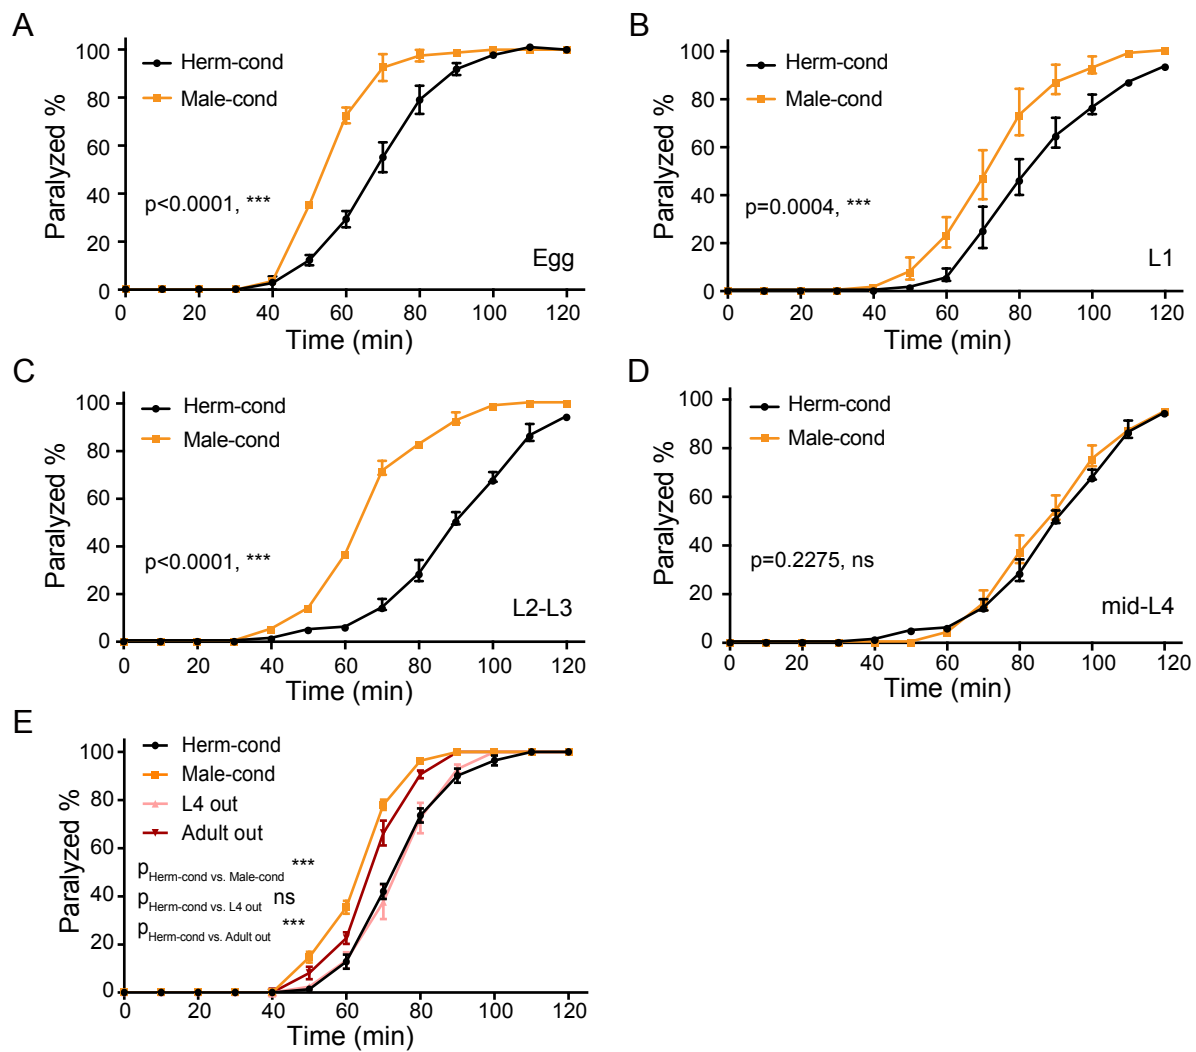 A
Paralyzed %
100
80
60
40
20
0
Herm-cond
Male-cond
p<0.0001, ***
Egg
0 20 40 60 80 100 120
Time (min)
B
Paralyzed %
100
80
60
40
20
0
Herm-cond
Male-cond
p=0.0004, ***
L1
0 20 40 60 80 100 120
Time (min)
C
Paralyzed %
100
80
60
40
20
0
Herm-cond
Male-cond
p<0.0001, ***
L2-L3
0 20 40 60 80 100 120
Time (min)
D
Paralyzed %
100
80
60
40
20
0
Herm-cond
Male-cond
p=0.2275, ns
mid-L4
0 20 40 60 80 100 120
Time (min)
E
Paralyzed %
100
80
60
40
20
0
Herm-cond
Male-cond
L4 out
Adult out
pHerm-cond vs. Male-cond ***
pHerm-cond vs. L4 out ns
pHerm-cond vs. Adult out ***
0 20 40 60 80 100 120
Time (min)